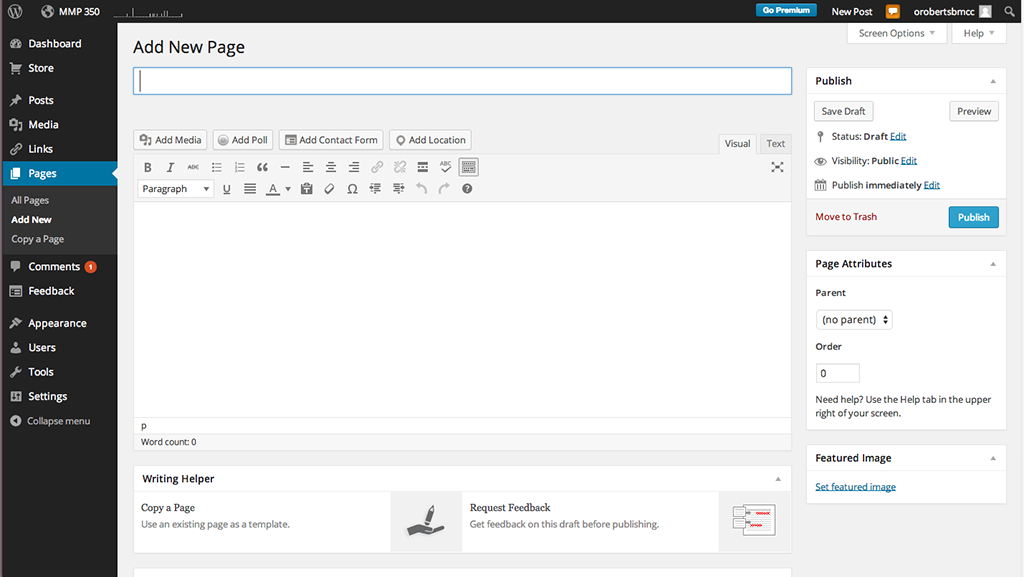 MMP 350
Go Premium
New Post
orobertsbmcc
Dashboard
Store
Posts
Media
Links
Pages
All Pages
Add New
Copy a Page
Comments 1
Feedback
Appearance
Users
Tools
Settings
Collapse menu
Screen Options
Help
Add New Page
Add Media
Add Poll
Add Contact Form
Add Location
Visual
Text
B I ABC
ABC
Paragraph
U
A
Ω
p
Word count: 0
Writing Helper
Copy a Page
Use an existing page as a template.
Request Feedback
Get feedback on this draft before publishing.
Publish
Save Draft
Preview
Status: Draft Edit
Visibility: Public Edit
Publish immediately Edit
Move to Trash
Publish
Page Attributes
Parent
(no parent)
Order
0
Need help? Use the Help tab in the upper
right of your screen.
Featured Image
Set featured image